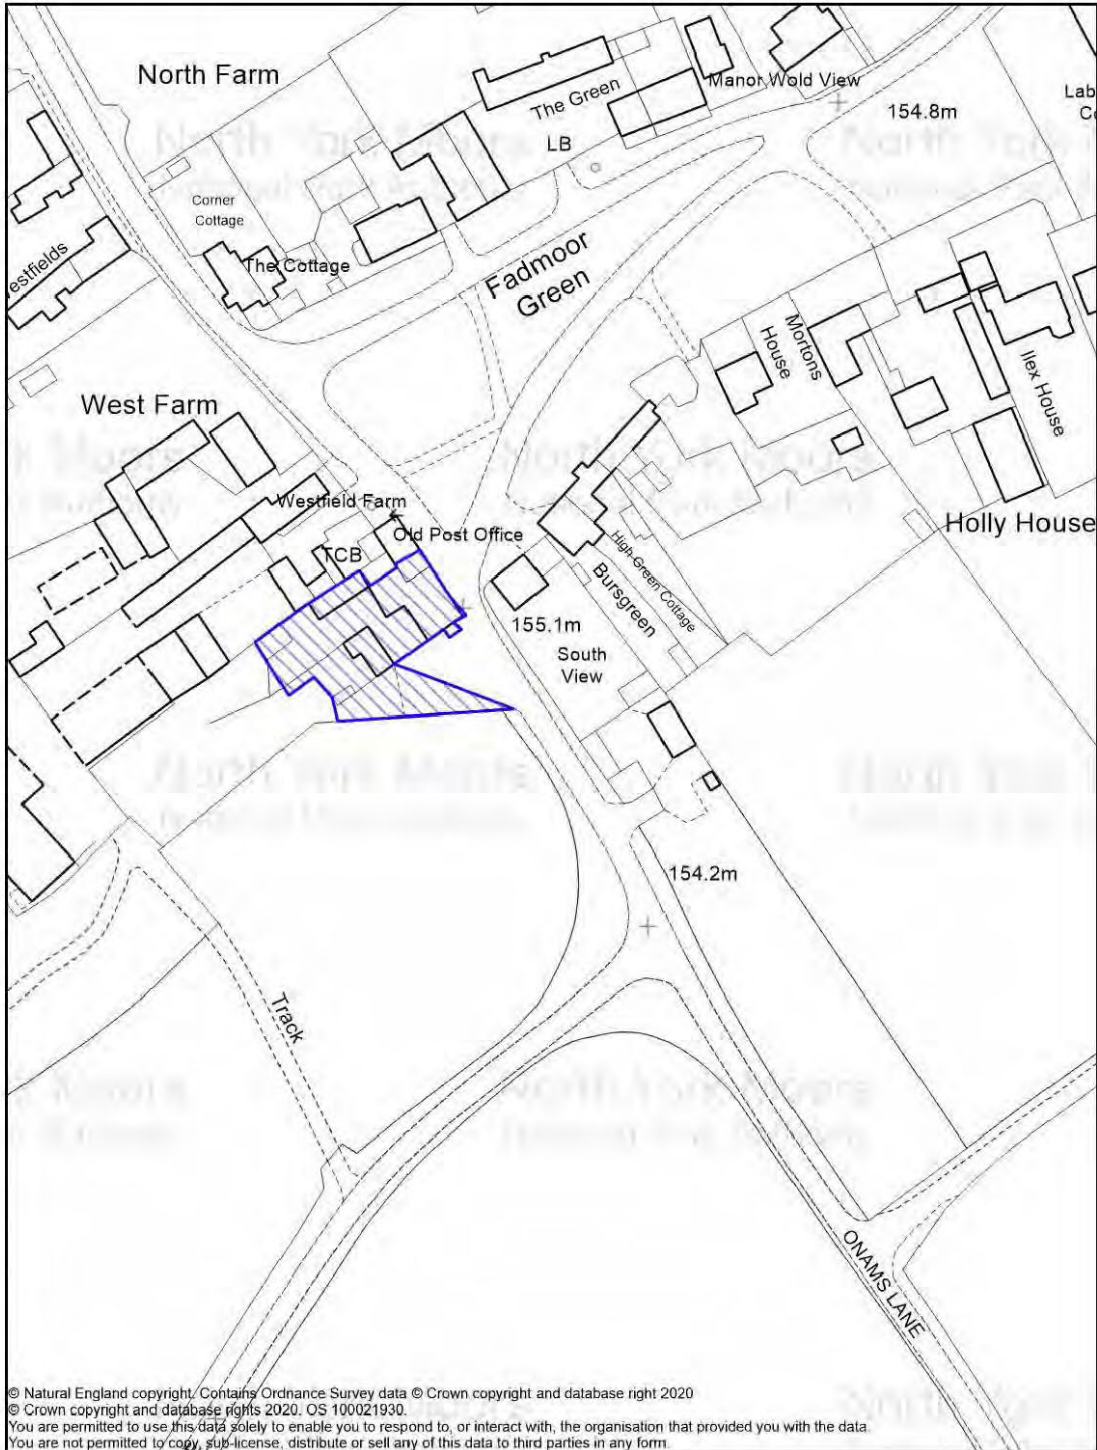 North Farm
The Green
Manor Wold View
154.8m
LB
Corner
Cottage
The Cottage
Fadmoor
Green
Mortons
House
Ilex House
West Farm
Westfield Farm
Old Post Office
TCB
Holly House
High Green Cottage
Bursgreen
155.1m
South
View
154.2m
Track
ONAMS LANE
North York Moors
© Natural England copyright. Contains Ordnance Survey data © Crown copyright and database right 2020
© Crown copyright and database rights 2020. OS 100021930.
You are permitted to use this data solely to enable you to respond to, or interact with, the organisation that provided you with the data.
You are not permitted to copy, sub-license, distribute or sell any of this data to third parties in any form.